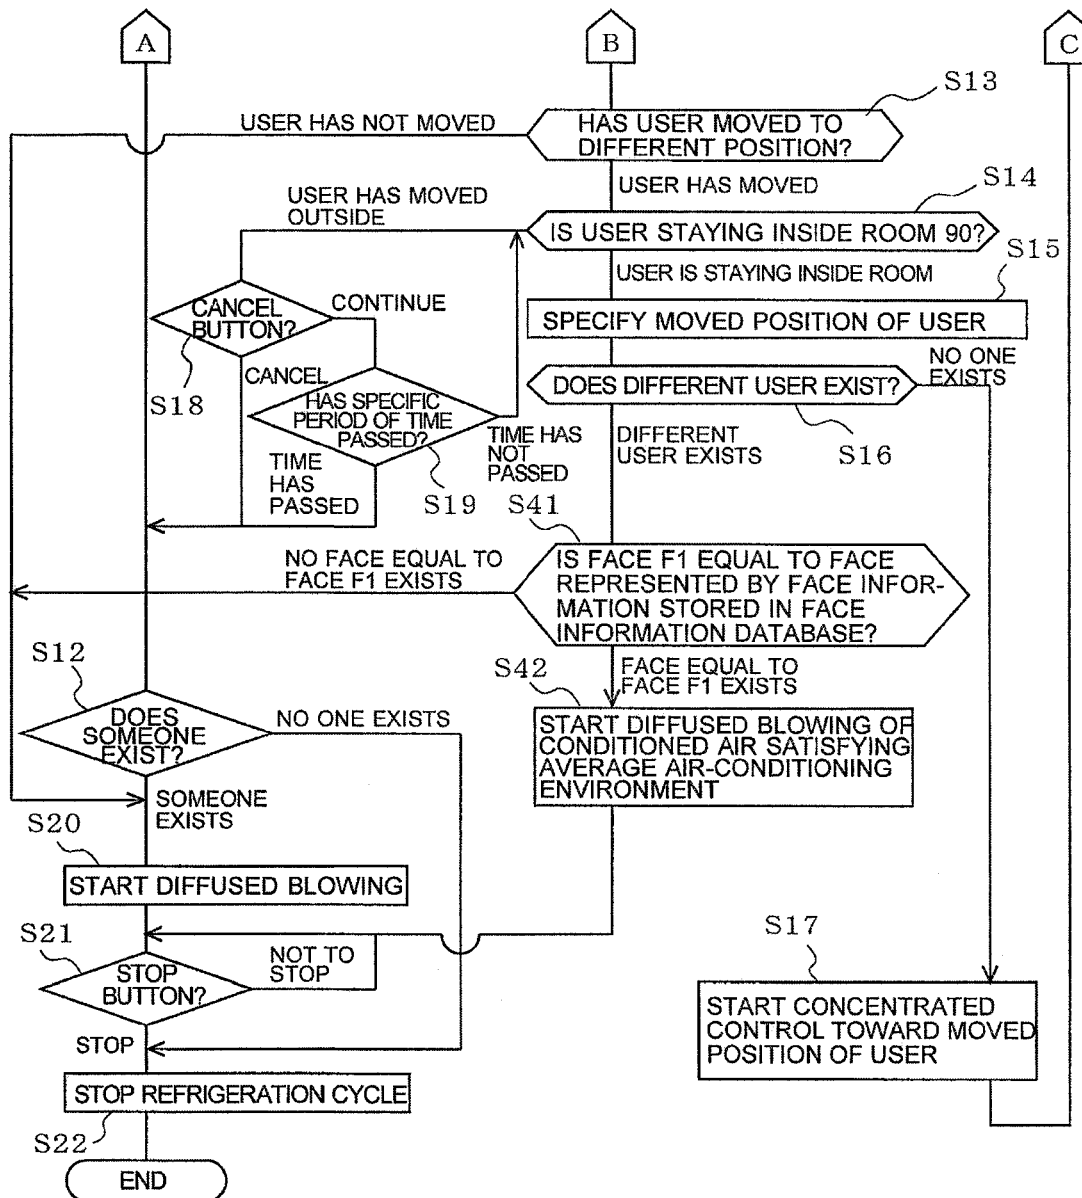 A
B
C
S13
USER HAS NOT MOVED
HAS USER MOVED TO
DIFFERENT POSITION?
USER HAS MOVED
S14
USER HAS MOVED
OUTSIDE
IS USER STAYING INSIDE ROOM 90?
S15
USER IS STAYING INSIDE ROOM
CANCEL
BUTTON?
CONTINUE
SPECIFY MOVED POSITION OF USER
S18
CANCEL
NO ONE
EXISTS
DOES DIFFERENT USER EXIST?
HAS SPECIFIC
PERIOD OF TIME
PASSED?
TIME HAS
NOT
PASSED
DIFFERENT
USER EXISTS
S16
TIME
HAS
PASSED
S19
S41
NO FACE EQUAL TO
FACE F1 EXISTS
IS FACE F1 EQUAL TO FACE
REPRESENTED BY FACE INFOR-
MATION STORED IN FACE
INFORMATION DATABASE?
S12
S42
FACE EQUAL TO
FACE F1 EXISTS
DOES
SOMEONE
EXIST?
NO ONE EXISTS
START DIFFUSED BLOWING OF
CONDITIONED AIR SATISFYING
AVERAGE AIR-CONDITIONING
ENVIRONMENT
SOMEONE
EXISTS
S20
START DIFFUSED BLOWING
S21
STOP
BUTTON?
NOT TO
STOP
S17
START CONCENTRATED
CONTROL TOWARD MOVED
POSITION OF USER
STOP
STOP REFRIGERATION CYCLE
S22
END